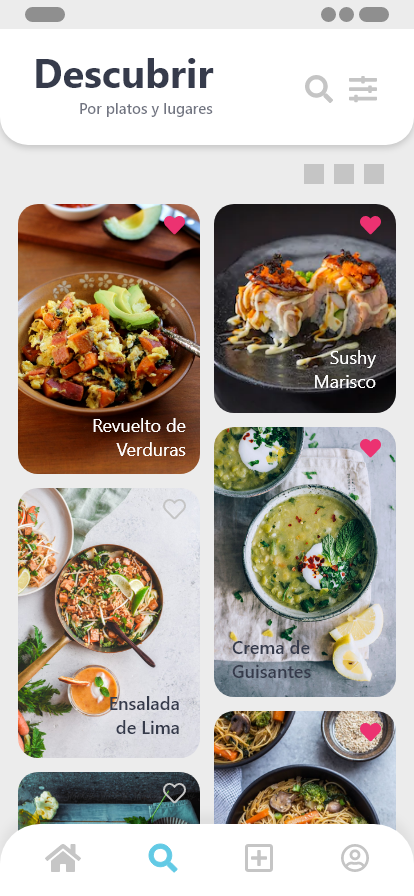 Descubrir
Por platos y lugares
Revuelto de
Verduras
Sushy
Marisco
Crema de
Guisantes
Ensalada
de Lima